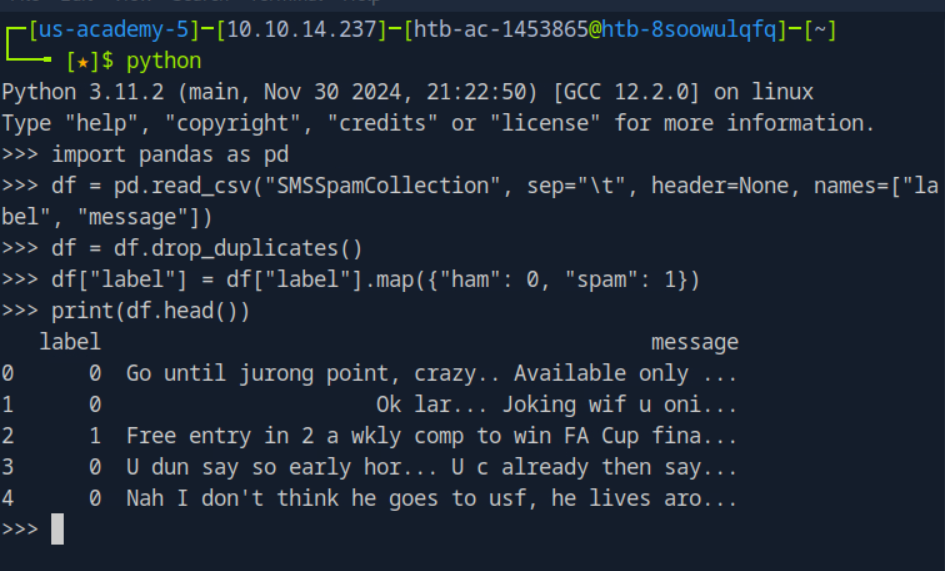 ┌─[us-academy-5]─[10.10.14.237]─[htb-ac-1453865@htb-8soowulqfq]─[~]
└──╼ [★]$ python
Python 3.11.2 (main, Nov 30 2024, 21:22:50) [GCC 12.2.0] on linux
Type "help", "copyright", "credits" or "license" for more information.
>>> import pandas as pd
>>> df = pd.read_csv("SMSSpamCollection", sep="\t", header=None, names=["la
bel", "message"])
>>> df = df.drop_duplicates()
>>> df["label"] = df["label"].map({"ham": 0, "spam": 1})
>>> print(df.head())
   label                                            message
0      0  Go until jurong point, crazy.. Available only ...
1      0                      Ok lar... Joking wif u oni...
2      1  Free entry in 2 a wkly comp to win FA Cup fina...
3      0  U dun say so early hor... U c already then say...
4      0  Nah I don't think he goes to usf, he lives aro...
>>>